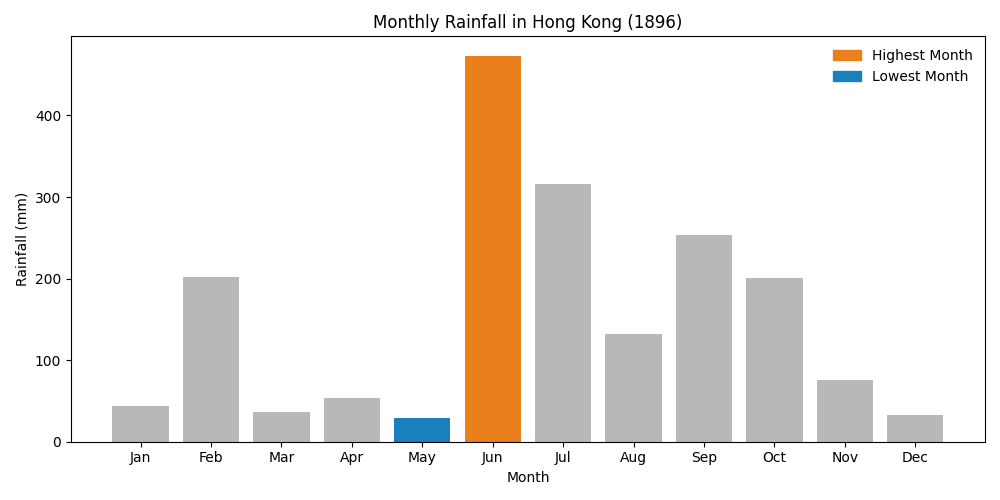 Monthly Rainfall in Hong Kong (1896)
Highest Month
Lowest Month
Rainfall (mm)
400
300
200
100
0
Jan Feb Mar Apr May Jun Jul Aug Sep Oct Nov Dec
Month